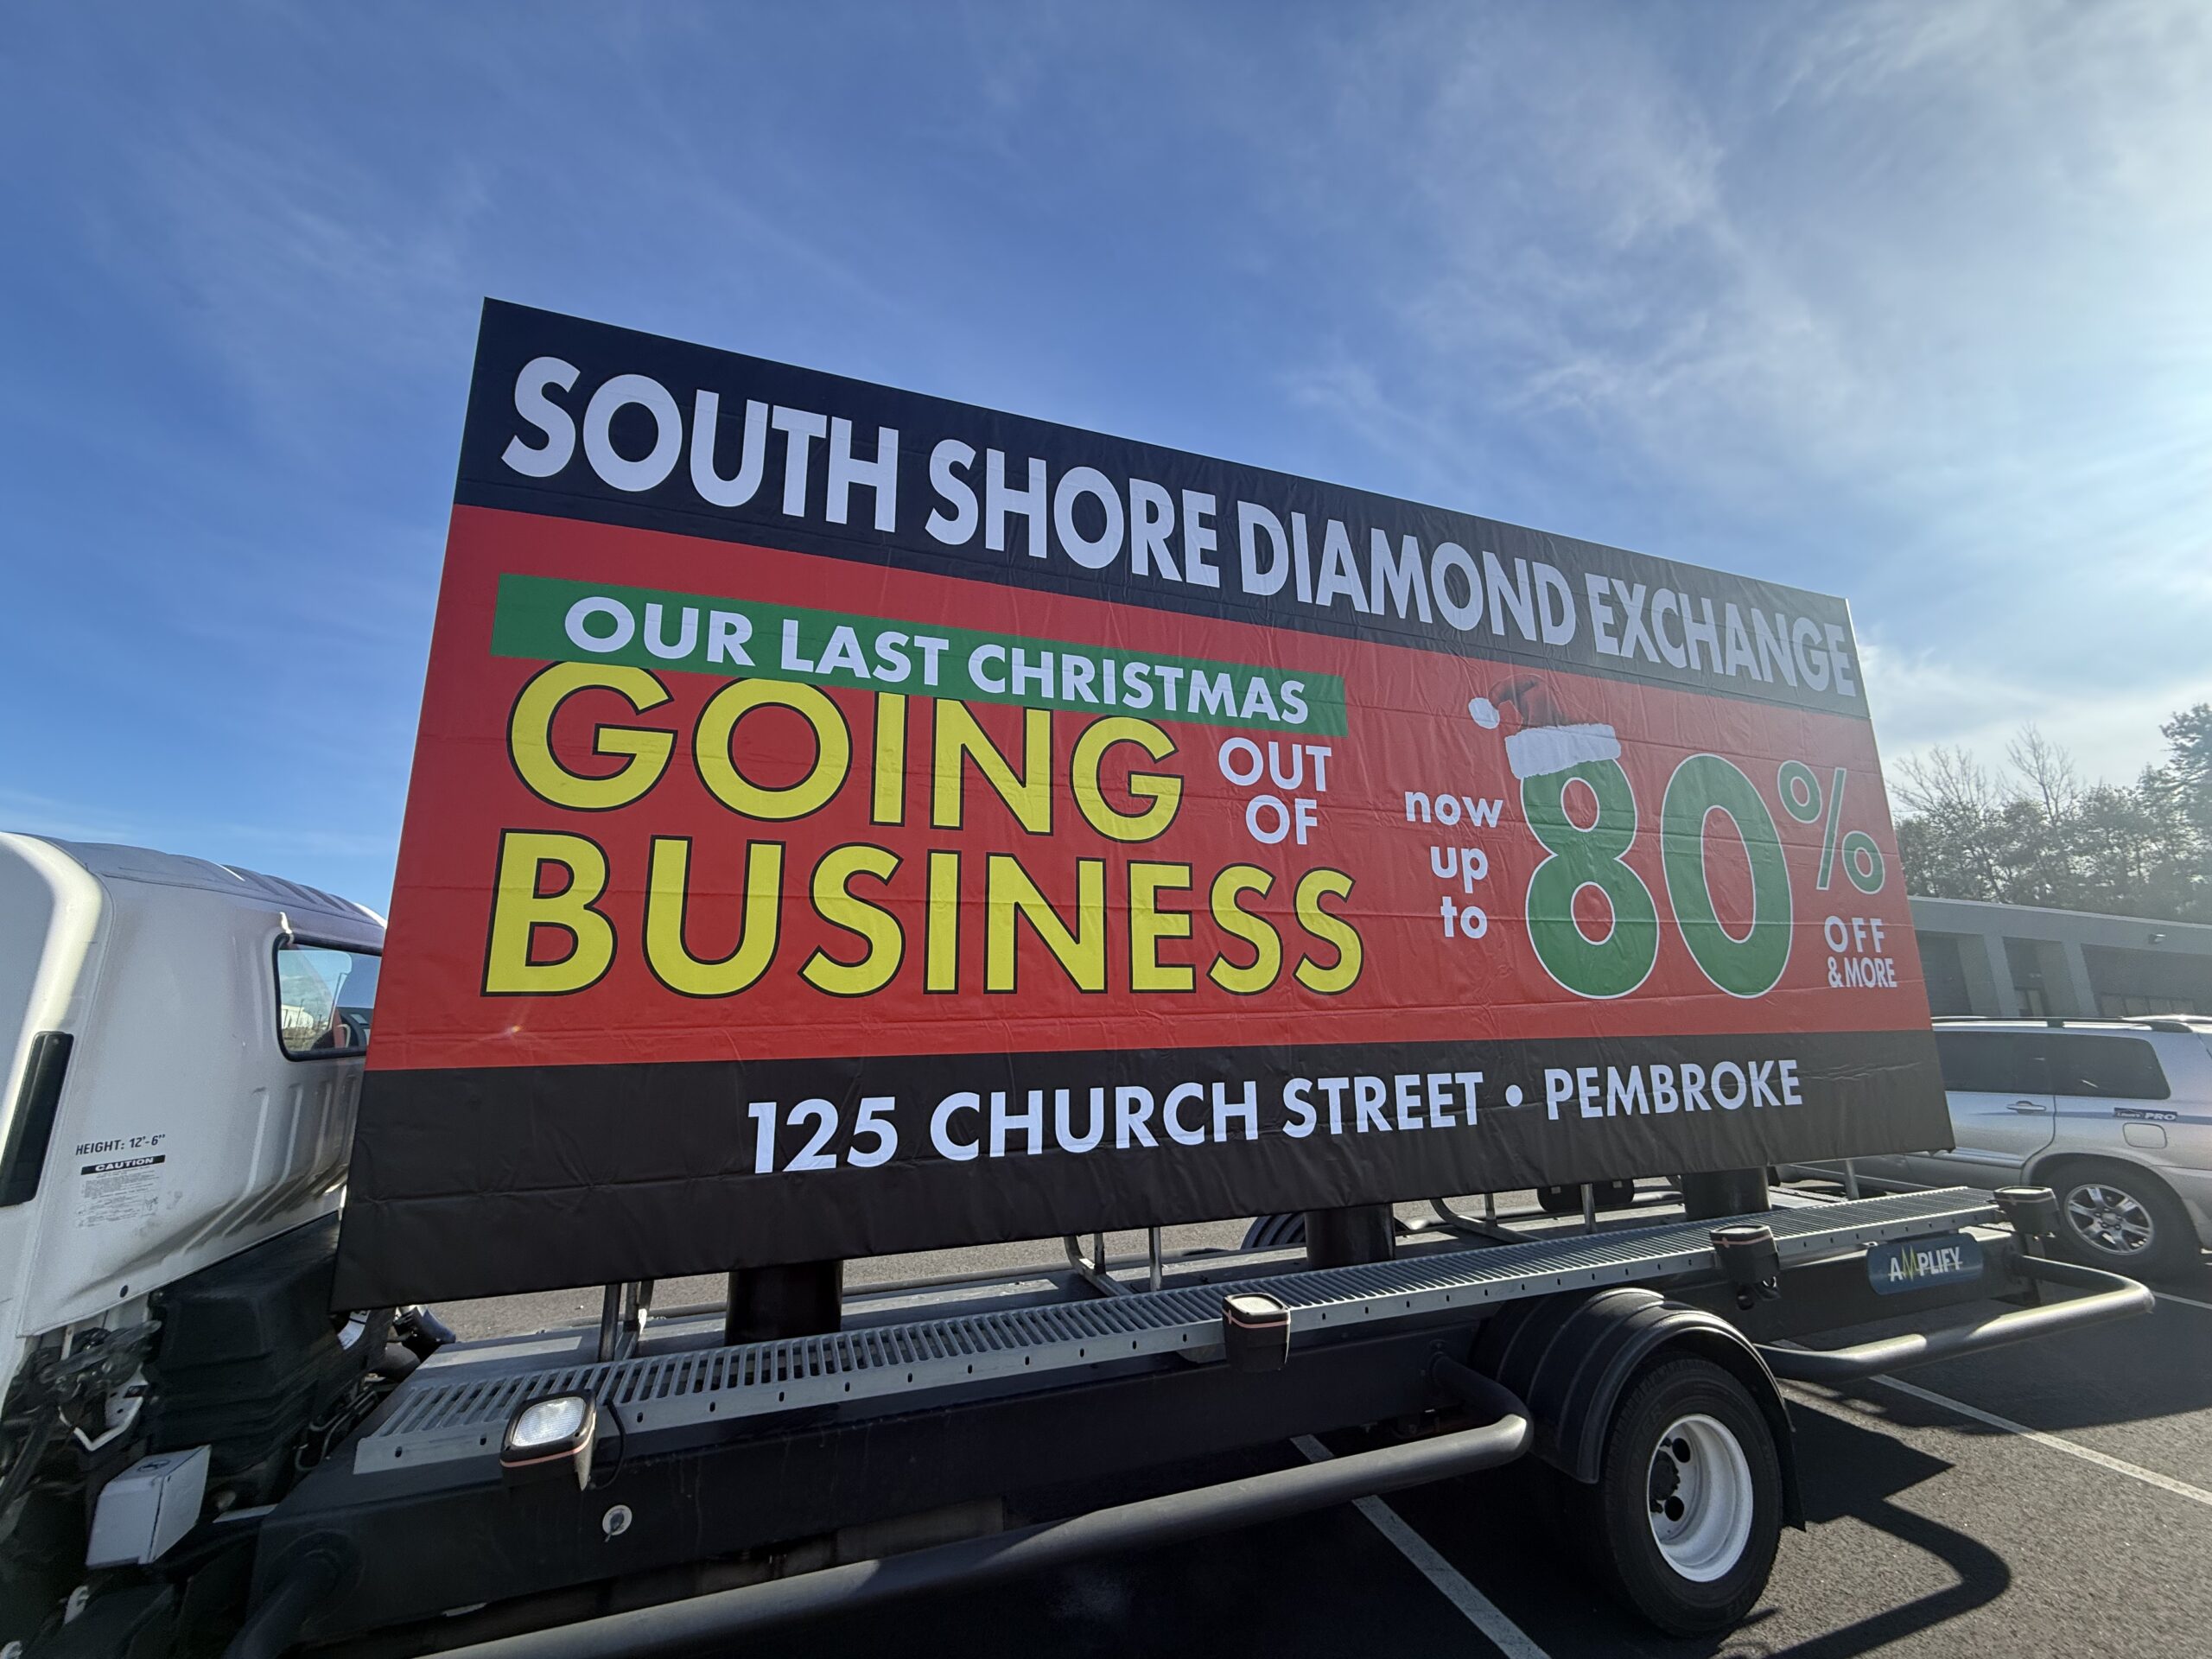 SOUTH SHORE DIAMOND EXCHANGE
OUR LAST CHRISTMAS
GOING OUT OF
BUSINESS
now up to 80% OFF & MORE
125 CHURCH STREET • PEMBROKE
HEIGHT: 12'-6"
CAUTION
AMPLIFY
PRO